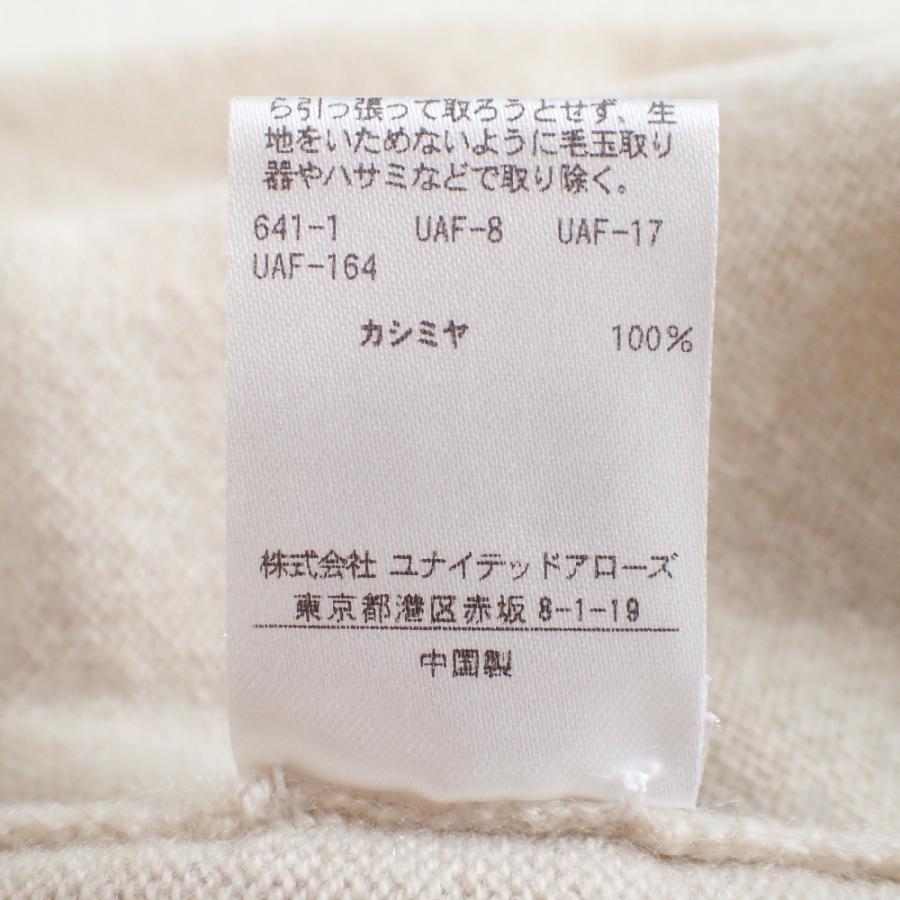 ら引っ張って取ろうとせず、生
地をいためないように毛玉取り
器やハサミなどで取り除く。
641-1 UAF-8 UAF-17
UAF-164
カシミヤ 100%
株式会社 ユナイテッドアローズ
東京都港区赤坂 8-1-19
中国製